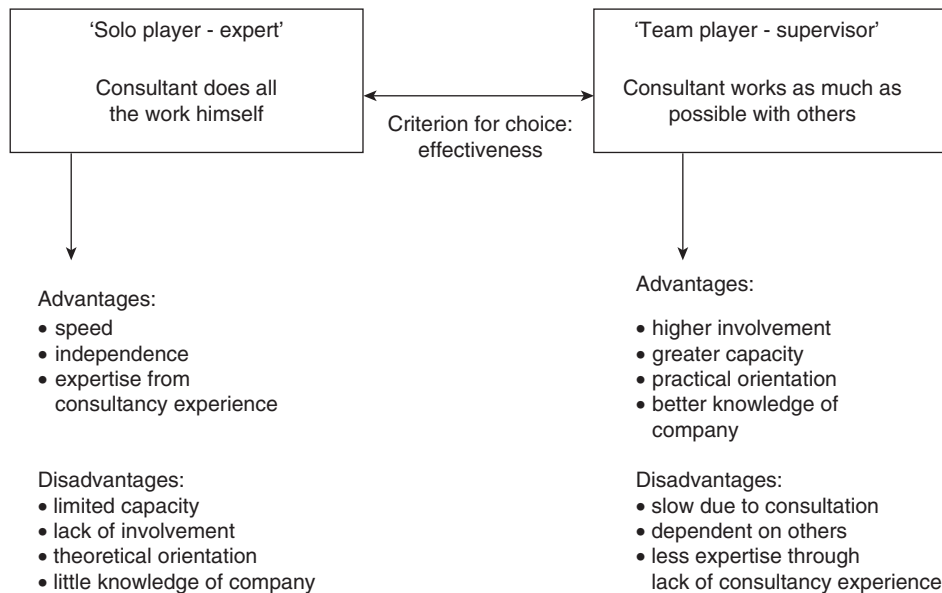 ‘Solo player - expert’
Consultant does all
the work himself
Criterion for choice:
effectiveness
‘Team player - supervisor’
Consultant works as much as
possible with others
Advantages:
• speed
• independence
• expertise from
consultancy experience
Disadvantages:
• limited capacity
• lack of involvement
• theoretical orientation
• little knowledge of company
Advantages:
• higher involvement
• greater capacity
• practical orientation
• better knowledge of
company
Disadvantages:
• slow due to consultation
• dependent on others
• less expertise through
lack of consultancy experience